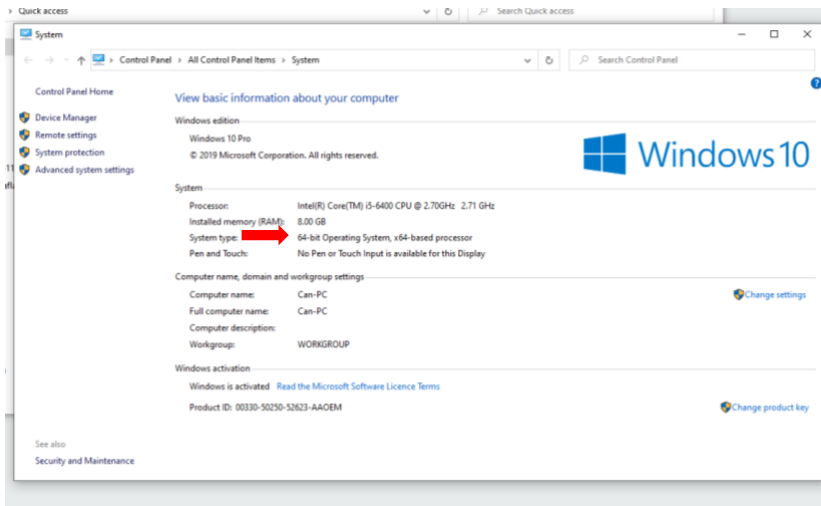 Quick access
Search Quick access
System
Control Panel > All Control Panel Items > System
Search Control Panel
Control Panel Home
Device Manager
Remote settings
System protection
Advanced system settings
View basic information about your computer
Windows edition
Windows 10 Pro
© 2019 Microsoft Corporation. All rights reserved.
Windows 10
System
Processor: Intel(R) Core(TM) i5-6400 CPU @ 2.70GHz 2.71 GHz
Installed memory (RAM): 8.00 GB
System type: 64-bit Operating System, x64-based processor
Pen and Touch: No Pen or Touch Input is available for this Display
Computer name, domain and workgroup settings
Computer name: Can-PC
Change settings
Full computer name: Can-PC
Computer description:
Workgroup: WORKGROUP
Windows activation
Windows is activated Read the Microsoft Software Licence Terms
Product ID: 00330-50250-52623-AAOEM
Change product key
See also
Security and Maintenance